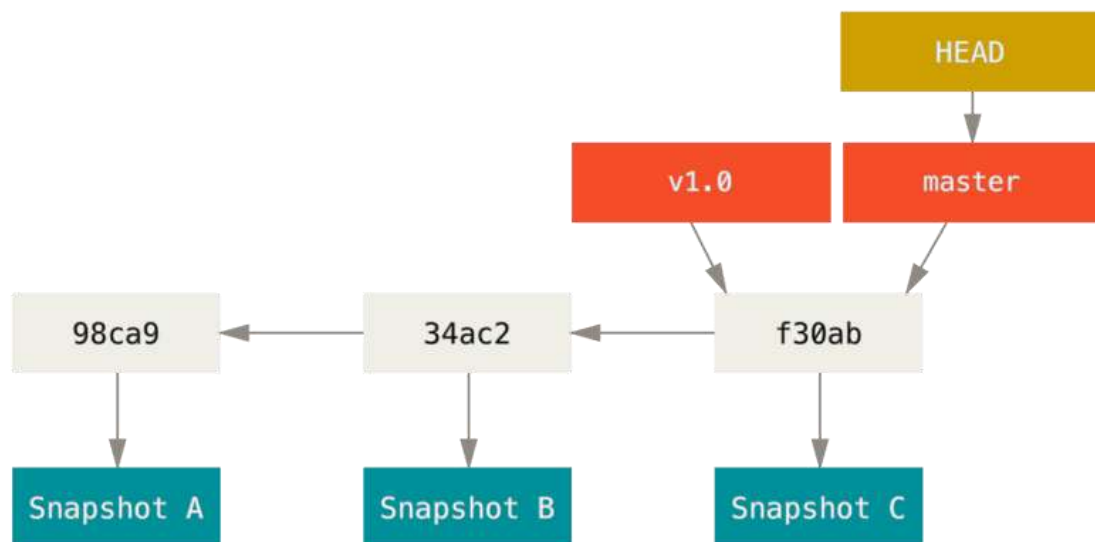 HEAD
v1.0
master
98ca9
34ac2
f30ab
Snapshot A
Snapshot B
Snapshot C